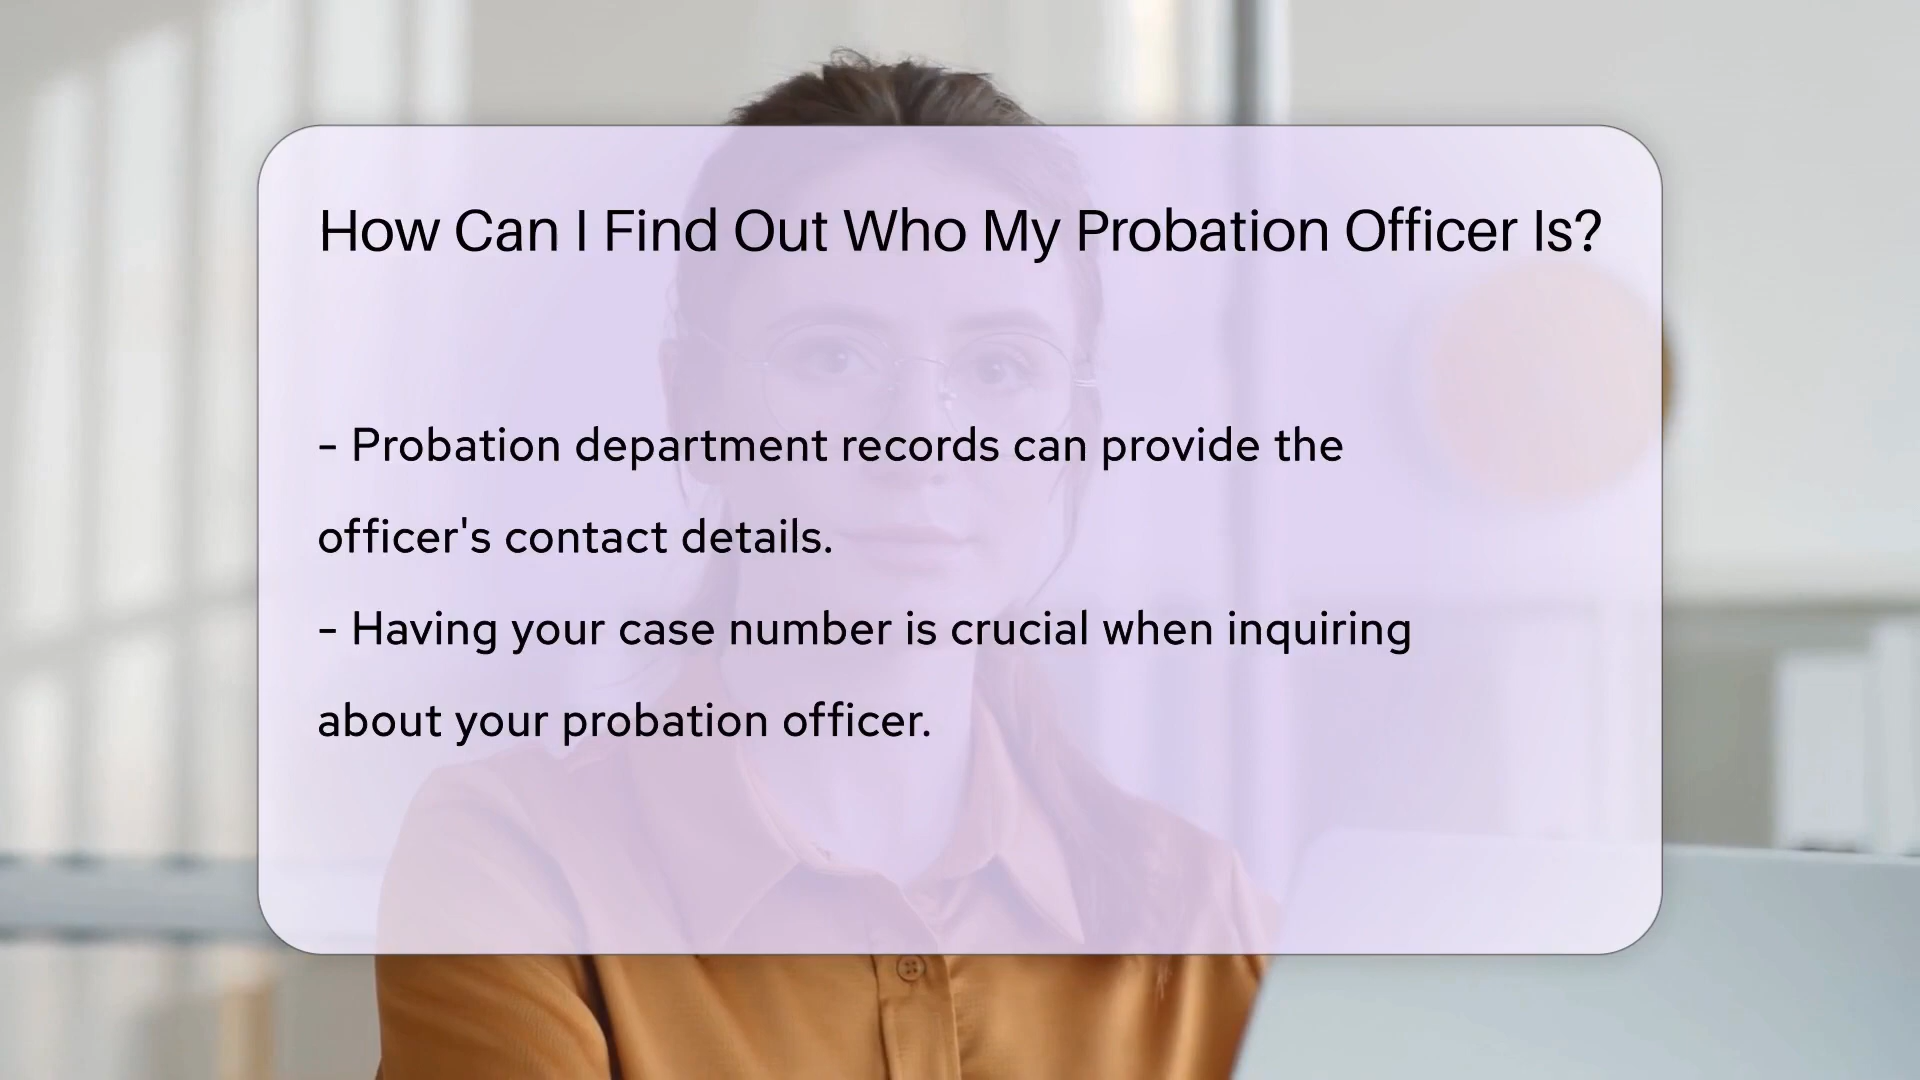 How Can I Find Out Who My Probation Officer Is?
- Probation department records can provide the
officer's contact details.
- Having your case number is crucial when inquiring
about your probation officer.